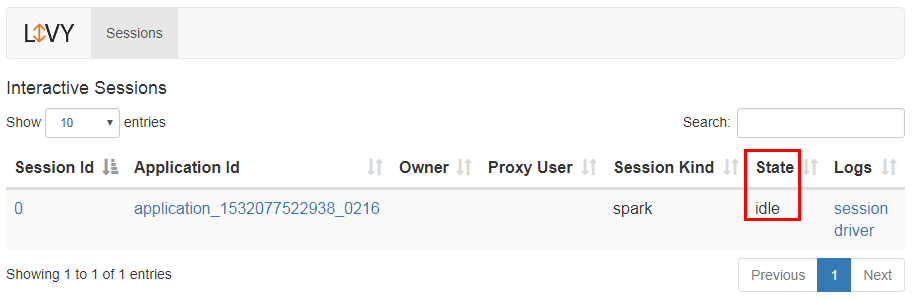 LIVY Sessions
Interactive Sessions
Show 10 entries Search:
Session Id Application Id Owner Proxy User Session Kind State Logs
0 application_1532077522938_0216 spark idle session
driver
Showing 1 to 1 of 1 entries Previous 1 Next